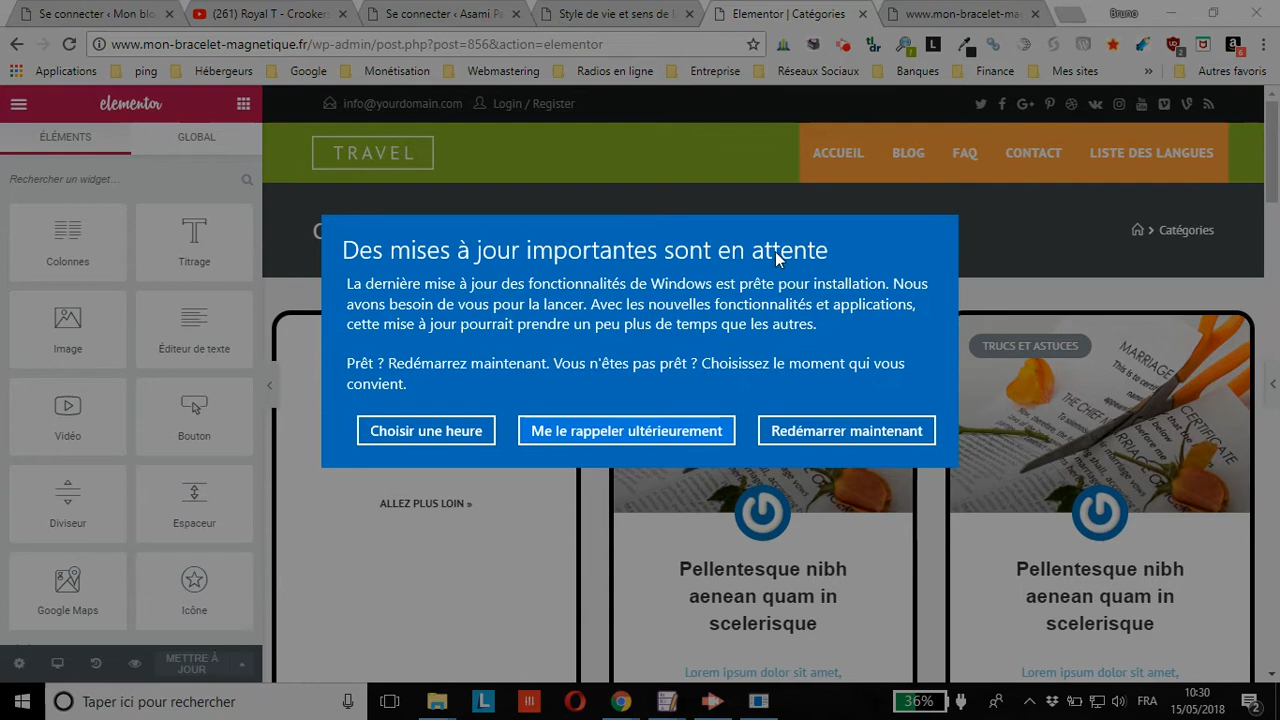 Se connecter ‹ Mon blo
(261) Royal T - Crookers
Se connecter ‹ Asami Pa
Style de vie et sens de l
Elementor | Catégories
www.mon-bracelet-ma
Bruno
www.mon-bracelet-magnetique.fr/wp-admin/post.php?post=856&action=elementor
Applications
ping
Hébergeurs
Google
Monétisation
Webmastering
Radios en ligne
Entreprise
Réseaux Sociaux
Banques
Finance
Mes sites
»
Autres favoris
elementor
info@yourdomain.com
Login / Register
ÉLÉMENTS
GLOBAL
TRAVEL
ACCUEIL
BLOG
FAQ
CONTACT
LISTE DES LANGUES
Rechercher un widget...
Colonnes
Titrage
Catégories
Des mises à jour importantes sont en attente
La dernière mise à jour des fonctionnalités de Windows est prête pour installation. Nous
avons besoin de vous pour la lancer. Avec les nouvelles fonctionnalités et applications,
cette mise à jour pourrait prendre un peu plus de temps que les autres.
Prêt ? Redémarrez maintenant. Vous n'êtes pas prêt ? Choisissez le moment qui vous
convient.
Choisir une heure
Me le rappeler ultérieurement
Redémarrer maintenant
Image
Éditeur de texte
TRUCS ET ASTUCES
MARRIAGE
CERTIFICATE
Vidéo
Bouton
ALLEZ PLUS LOIN »
Diviseur
Espaceur
Google Maps
Icône
Pellentesque nibh
aenean quam in
scelerisque
Lorem ipsum dolor sit amet,
Pellentesque nibh
aenean quam in
scelerisque
Lorem ipsum dolor sit amet,
METTRE À
JOUR
Taper ici pour rechercher
36%
FRA
10:30
15/05/2018
2